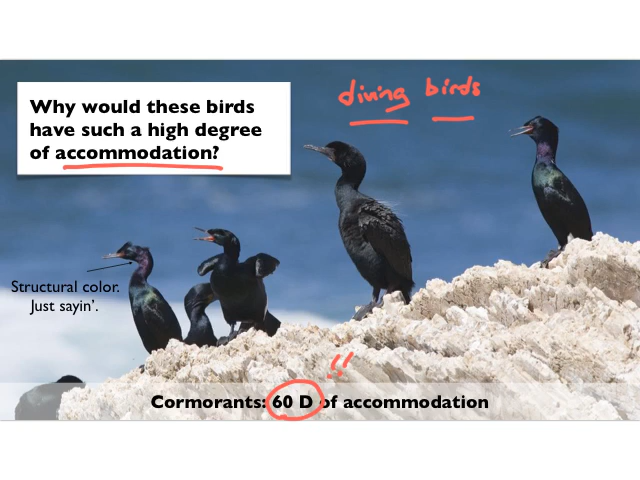 Why would these birds
have such a high degree
of accommodation?
diving birds
Structural color.
Just sayin’.
!!
Cormorants: 60 D of accommodation